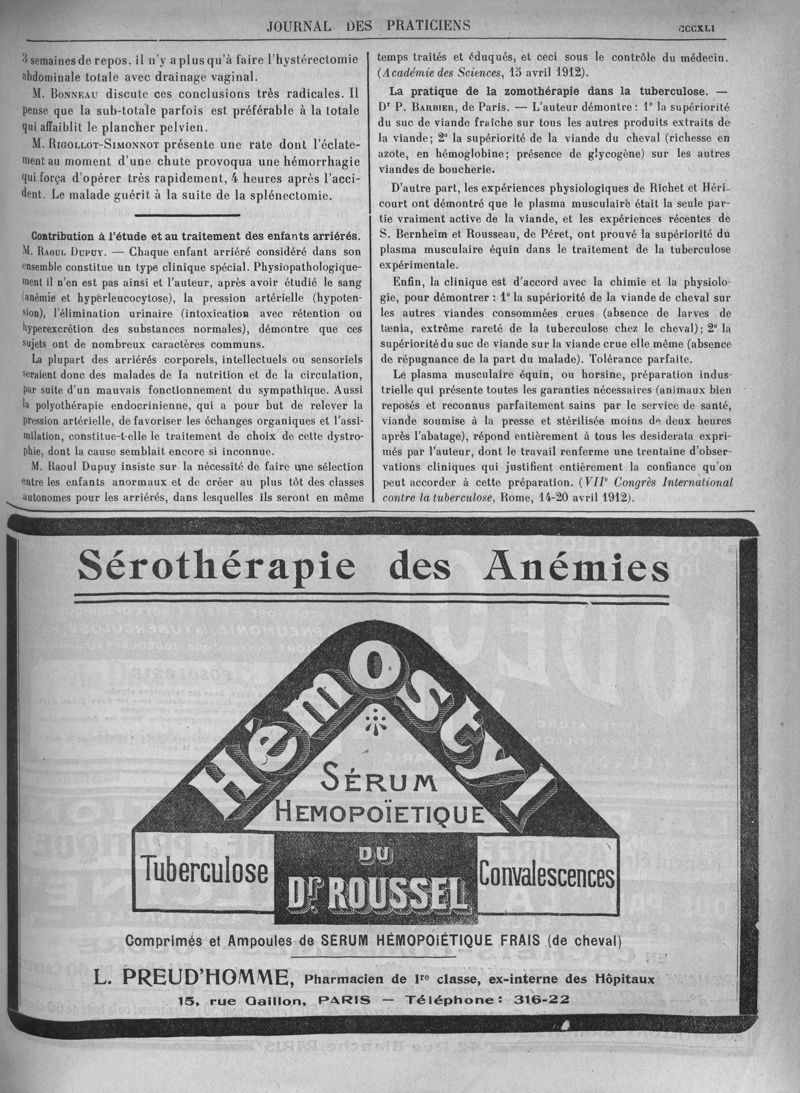 JOURNAL DES PRATICIENS
CCCXLI
3 semaines de repos, il n'y a plus qu'à faire l'hystérectomie
abdominale totale avec drainage vaginal.
M. BONNEAU discute ces conclusions très radicales. Il
pense que la sub-totale parfois est préférable à la totale
qui affaiblit le plancher pelvien.
M. RIGOLLOT-SIMONNOT présente une rate dont l'éclate-
ment au moment d'une chute provoqua une hémorrhagie
qui força d'opérer très rapidement, 4 heures après l'acci-
dent. Le malade guérit à la suite de la splénectomie.
Contribution à l'étude et au traitement des enfants arriérés.
M. RAOUL DUPUY. — Chaque enfant arriéré considéré dans son
ensemble constitue un type clinique spécial. Physiopathologique-
ment il n'en est pas ainsi et l'auteur, après avoir étudié le sang
(anémie et hyperleucocytose), la pression artérielle (hypoten-
sion), l'élimination urinaire (intoxication avec rétention ou
hyperexcrétion des substances normales), démontre que ces
sujets ont de nombreux caractères communs.
La plupart des arriérés corporels, intellectuels ou sensoriels
seraient donc des malades de la nutrition et de la circulation,
par suite d'un mauvais fonctionnement du sympathique. Aussi
la polyothérapie endocrinienne, qui a pour but de relever la
pression artérielle, de favoriser les échanges organiques et l'assi-
milation, constitue-t-elle le traitement de choix de cette dystro-
phie, dont la cause semblait encore si inconnue.
M. Raoul Dupuy insiste sur la nécessité de faire une sélection
entre les enfants anormaux et de créer au plus tôt des classes
autonomes pour les arriérés, dans lesquelles ils seront en même
temps traités et éduqués, et ceci sous le contrôle du médecin.
(Académie des Sciences, 15 avril 1912).
La pratique de la zomothérapie dans la tuberculose. —
Dr P. BARBIER, de Paris. — L'auteur démontre : 1° la supériorité
du suc de viande fraîche sur tous les autres produits extraits de
la viande; 2° la supériorité de la viande du cheval (richesse en
azote, en hémoglobine; présence de glycogène) sur les autres
viandes de boucherie.
D'autre part, les expériences physiologiques de Richet et Héri-
court ont démontré que le plasma musculaire était la seule par-
tie vraiment active de la viande, et les expériences récentes de
S. Bernheim et Rousseau, de Péret, ont prouvé la supériorité du
plasma musculaire équin dans le traitement de la tuberculose
expérimentale.
Enfin, la clinique est d'accord avec la chimie et la physiolo-
gie, pour démontrer : 1° la supériorité de la viande de cheval sur
les autres viandes consommées crues (absence de larves de
tænia, extrême rareté de la tuberculose chez le cheval); 2° la
supériorité du suc de viande sur la viande crue elle même (absence
de répugnance de la part du malade). Tolérance parfaite.
Le plasma musculaire équin, ou horsine, préparation indus-
trielle qui présente toutes les garanties nécessaires (animaux bien
reposés et reconnus parfaitement sains par le service de santé,
viande soumise à la presse et stérilisée moins de deux heures
après l'abatage), répond entièrement à tous les desiderata expri-
més par l'auteur, dont le travail renferme une trentaine d'obser-
vations cliniques qui justifient entièrement la confiance qu'on
peut accorder à cette préparation. (VIIe Congrès International
contre la tuberculose, Rome, 14-20 avril 1912).
Sérothérapie des Anémies
Hémostyl
SÉRUM
HEMOPOÏETIQUE
DU
Dr. ROUSSEL
Tuberculose
Convalescences
Comprimés et Ampoules de SÉRUM HÉMOPOIÉTIQUE FRAIS (de cheval)
L. PREUD'HOMME, Pharmacien de 1re classe, ex-interne des Hôpitaux
15, rue Gaillon, PARIS — Téléphone : 316-22